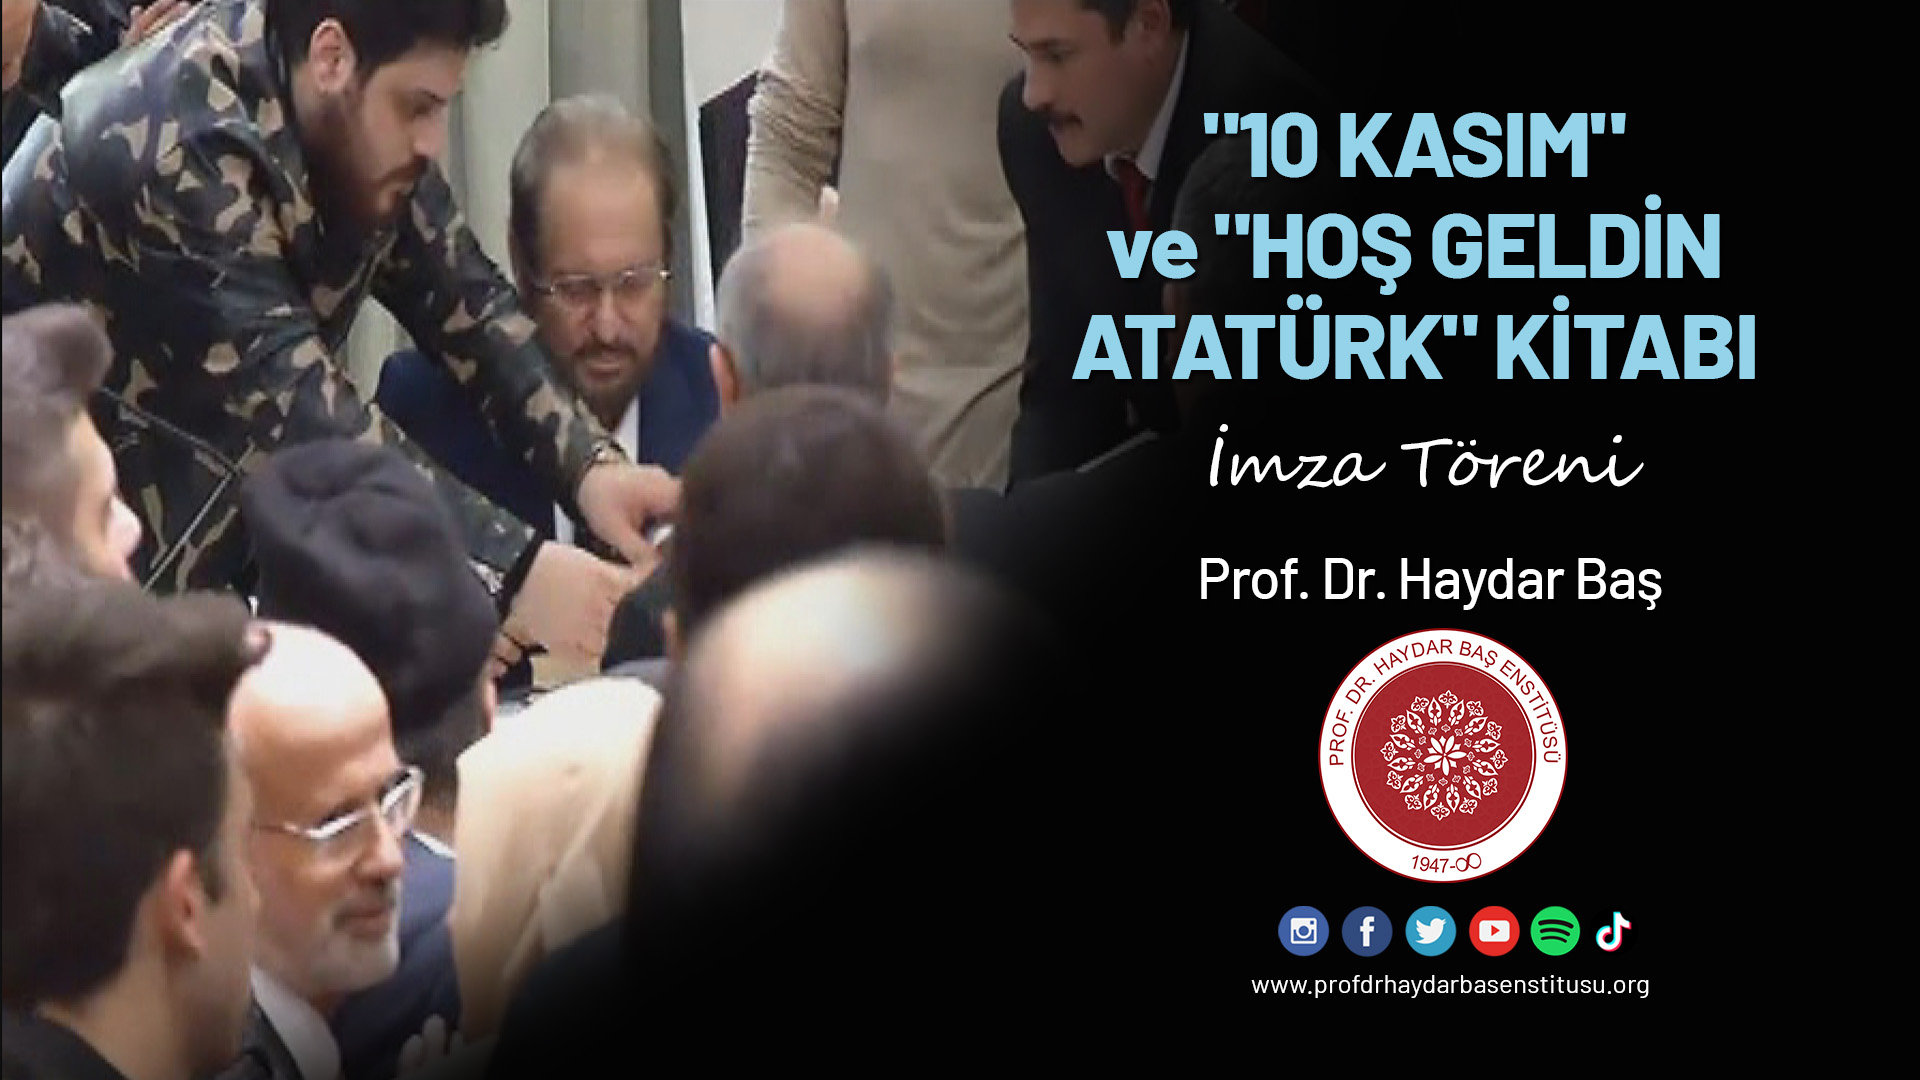 "10 KASIM"
ve "HOŞ GELDİN
ATATÜRK" KİTABI
İmza Töreni
Prof. Dr. Haydar Baş
PROF. DR. HAYDAR BAŞ ENSTİTÜSÜ
1947-∞
www.profdrhaydarbasenstitusu.org